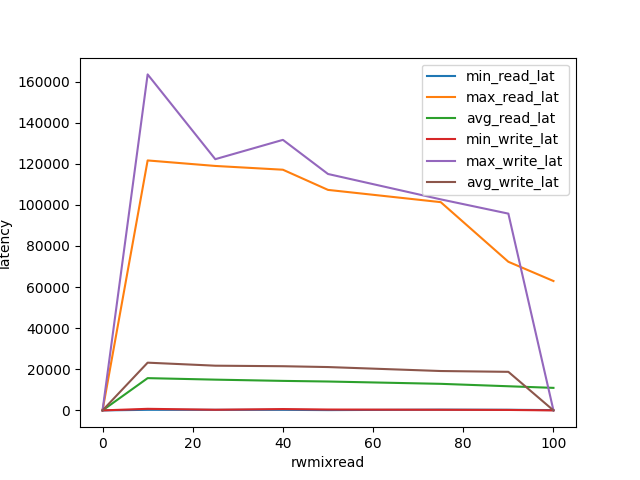 160000
140000
120000
100000
80000
60000
40000
20000
0
latency
0 20 40 60 80 100
rwmixread
min_read_lat
max_read_lat
avg_read_lat
min_write_lat
max_write_lat
avg_write_lat